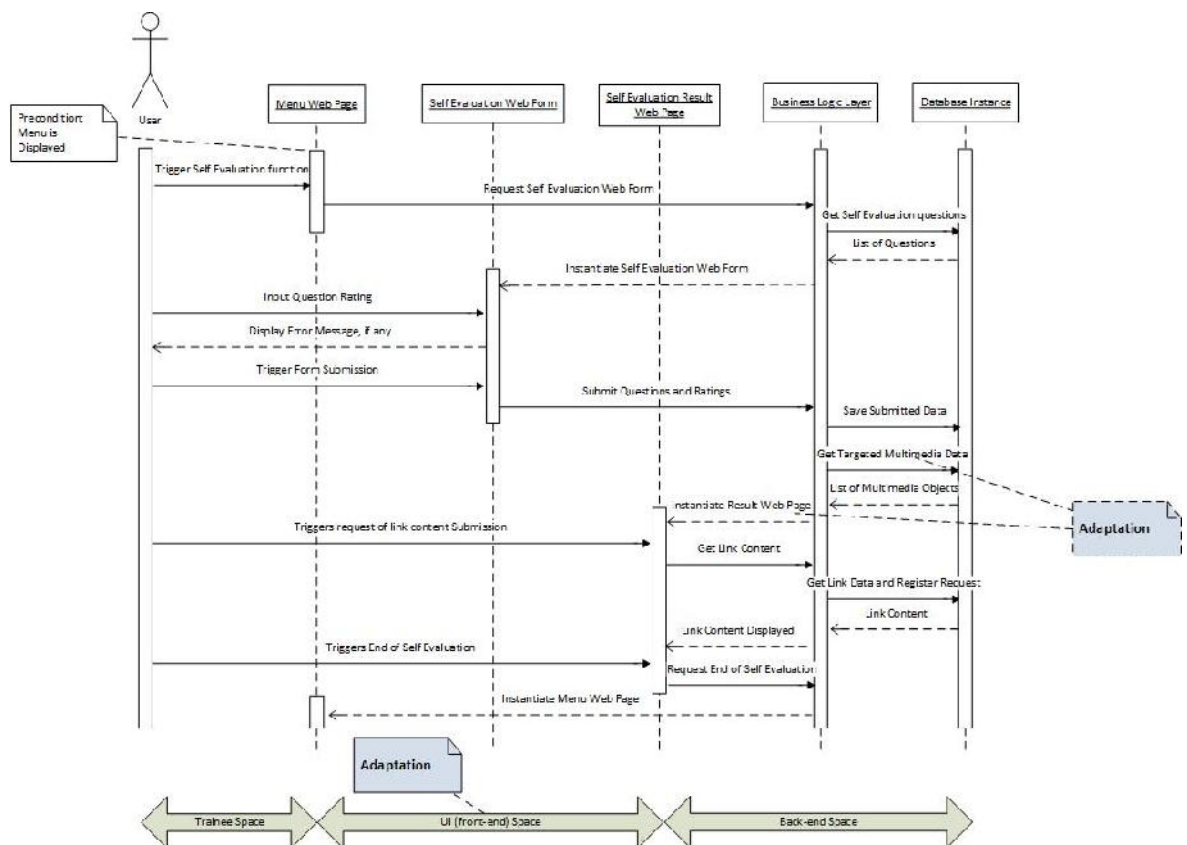 User
Menu Web Page
Self Evaluation Web Form
Self Evaluation Result
Web Page
Business Logic Layer
Database Instance
Precondition:
Menu is
Displayed
Trigger Self Evaluation function
Request Self Evaluation Web Form
Get Self Evaluation questions
List of Questions
Instantiate Self Evaluation Web Form
Input Question Rating
Display Error Message, if any
Trigger Form Submission
Submit Questions and Ratings
Save Submitted Data
Get Targeted Multimedia Data
List of Multimedia Objects
Instantiate Result Web Page
Adaptation
Triggers request of link content Submission
Get Link Content
Get Link Data and Register Request
Link Content
Link Content Displayed
Triggers End of Self Evaluation
Request End of Self Evaluation
Instantiate Menu Web Page
Adaptation
Trainee Space
UI (front-end) Space
Back-end Space